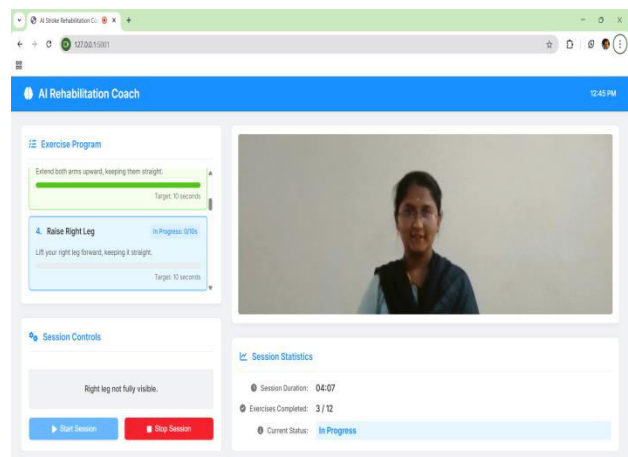 AI Stroke Rehabilitation Co
127.0.0.1:5001
AI Rehabilitation Coach
12:45 PM
Exercise Program
Extend both arms upward, keeping them straight.
Target: 10 seconds
4. Raise Right Leg
In Progress: 0/10s
Lift your right leg forward, keeping it straight.
Target: 10 seconds
Session Controls
Right leg not fully visible.
Start Session
Stop Session
Session Statistics
Session Duration: 04:07
Exercises Completed: 3 / 12
Current Status: In Progress